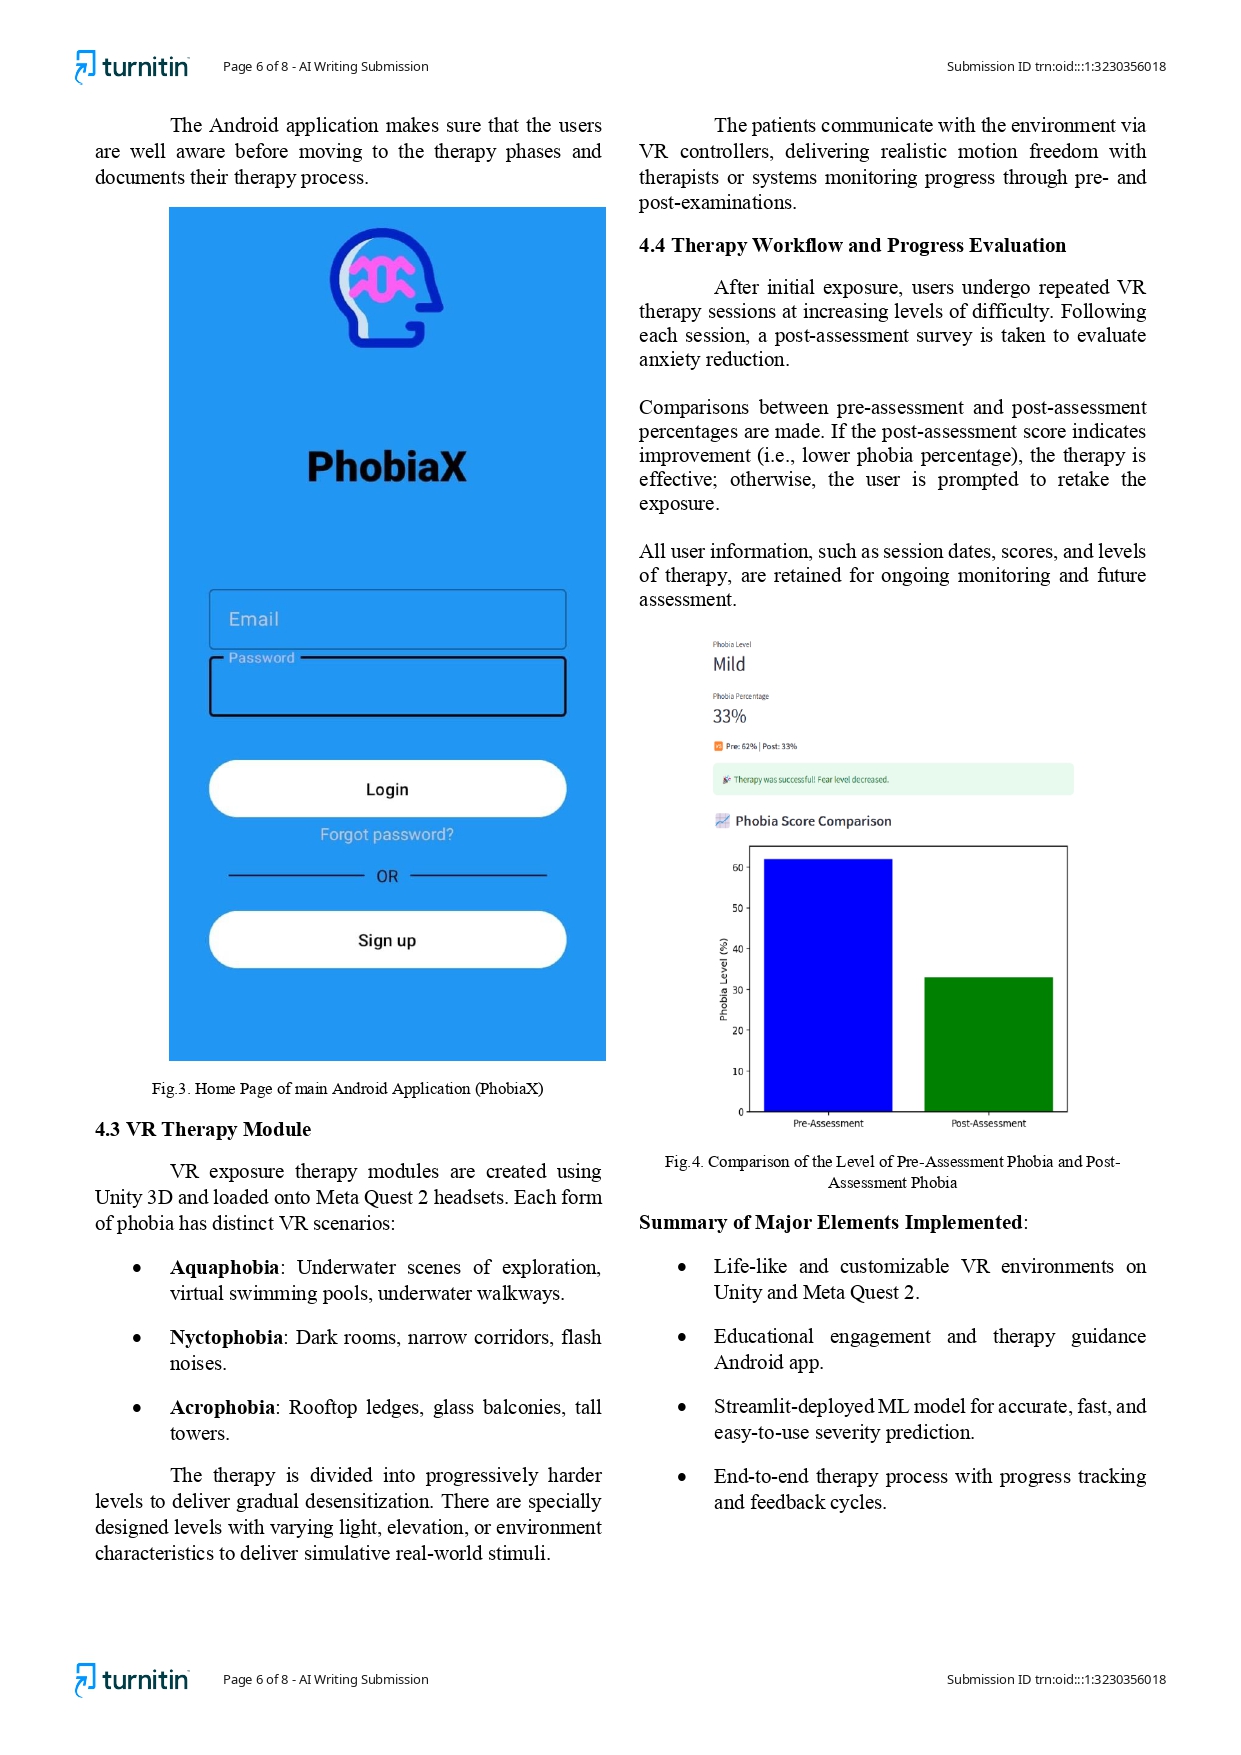 turnitin
Page 6 of 8 - AI Writing Submission
Submission ID trn:oid:::1:3230356018
The Android application makes sure that the users
are well aware before moving to the therapy phases and
documents their therapy process.
PhobiaX
Email
Password
Login
Forgot password?
OR
Sign up
Fig.3. Home Page of main Android Application (PhobiaX)
4.3 VR Therapy Module
VR exposure therapy modules are created using
Unity 3D and loaded onto Meta Quest 2 headsets. Each form
of phobia has distinct VR scenarios:
• Aquaphobia: Underwater scenes of exploration,
virtual swimming pools, underwater walkways.
• Nyctophobia: Dark rooms, narrow corridors, flash
noises.
• Acrophobia: Rooftop ledges, glass balconies, tall
towers.
The therapy is divided into progressively harder
levels to deliver gradual desensitization. There are specially
designed levels with varying light, elevation, or environment
characteristics to deliver simulative real-world stimuli.
The patients communicate with the environment via
VR controllers, delivering realistic motion freedom with
therapists or systems monitoring progress through pre- and
post-examinations.
4.4 Therapy Workflow and Progress Evaluation
After initial exposure, users undergo repeated VR
therapy sessions at increasing levels of difficulty. Following
each session, a post-assessment survey is taken to evaluate
anxiety reduction.
Comparisons between pre-assessment and post-assessment
percentages are made. If the post-assessment score indicates
improvement (i.e., lower phobia percentage), the therapy is
effective; otherwise, the user is prompted to retake the
exposure.
All user information, such as session dates, scores, and levels
of therapy, are retained for ongoing monitoring and future
assessment.
Phobia Level
Mild
Phobia Percentage
33%
🆚 Pre: 62% | Post: 33%
🎉 Therapy was successful! Fear level decreased.
📈 Phobia Score Comparison
Phobia Level (%)
60
50
40
30
20
10
0
Pre-Assessment
Post-Assessment
Fig.4. Comparison of the Level of Pre-Assessment Phobia and Post-
Assessment Phobia
Summary of Major Elements Implemented:
• Life-like and customizable VR environments on
Unity and Meta Quest 2.
• Educational engagement and therapy guidance
Android app.
• Streamlit-deployed ML model for accurate, fast, and
easy-to-use severity prediction.
• End-to-end therapy process with progress tracking
and feedback cycles.
turnitin
Page 6 of 8 - AI Writing Submission
Submission ID trn:oid:::1:3230356018